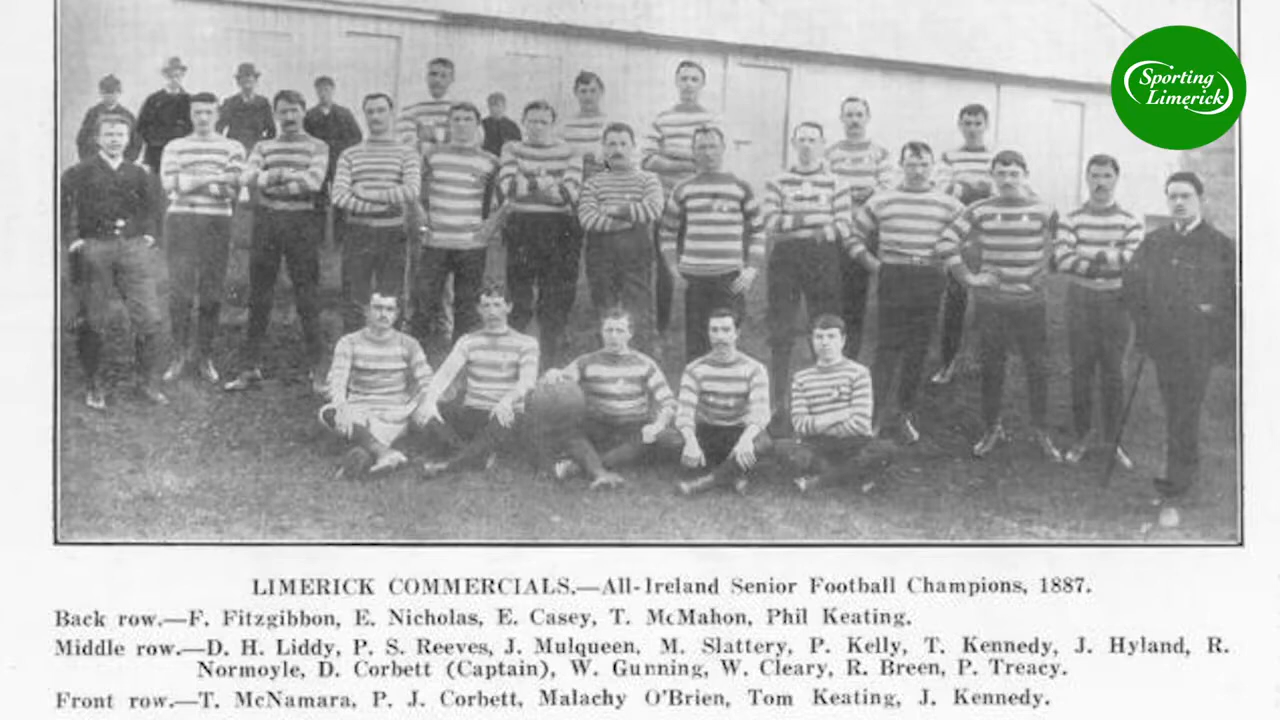 Sporting
Limerick
LIMERICK COMMERCIALS.—All-Ireland Senior Football Champions, 1887.
Back row.—F. Fitzgibbon, E. Nicholas, E. Casey, T. McMahon, Phil Keating.
Middle row.—D. H. Liddy, P. S. Reeves, J. Mulqueen, M. Slattery, P. Kelly, T. Kennedy, J. Hyland, R.
Normoyle, D. Corbett (Captain), W. Gunning, W. Cleary, R. Breen, P. Treacy.
Front row.—T. McNamara, P. J. Corbett, Malachy O'Brien, Tom Keating, J. Kennedy.